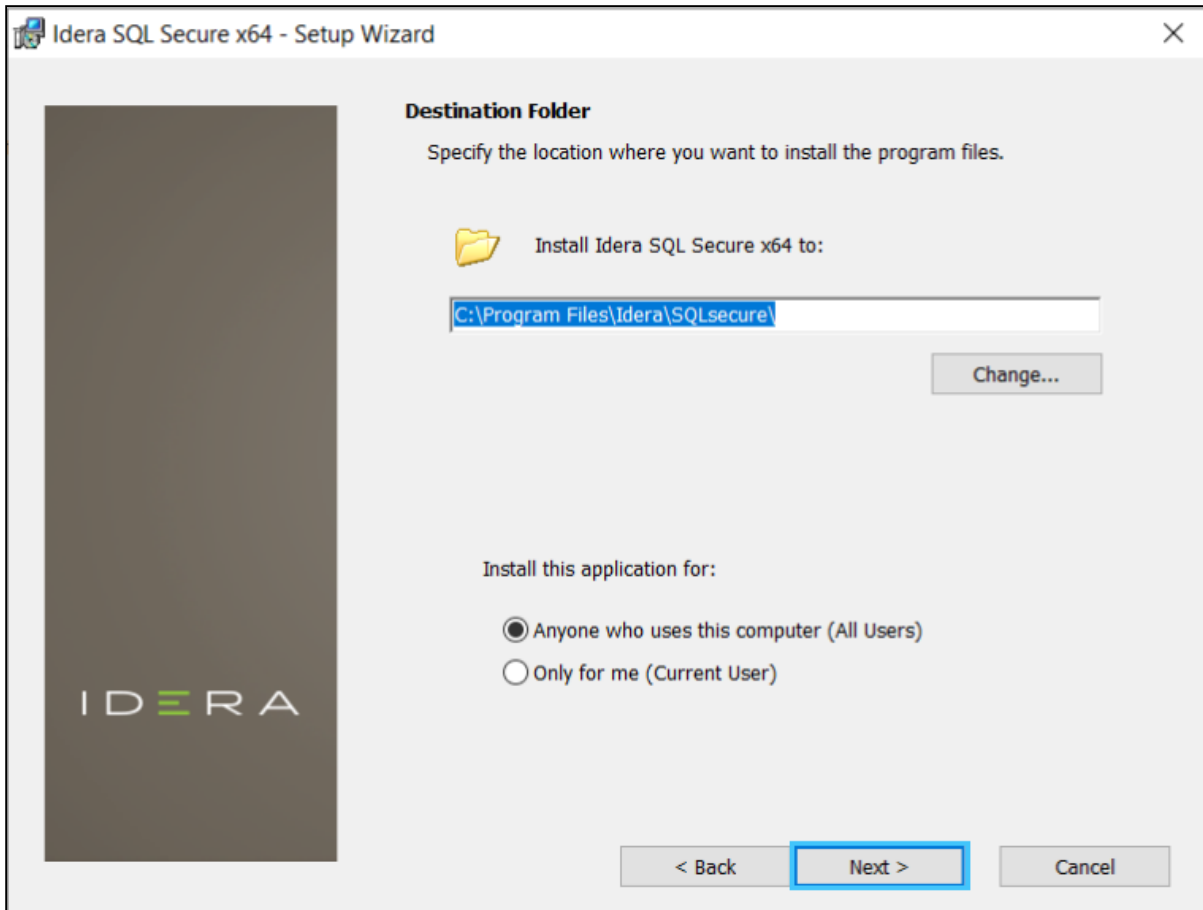 Idera SQL Secure x64 - Setup Wizard
Destination Folder
Specify the location where you want to install the program files.
Install Idera SQL Secure x64 to:
C:\Program Files\Idera\SQLsecure\
Change...
Install this application for:
Anyone who uses this computer (All Users)
Only for me (Current User)
IDERA
< Back
Next >
Cancel